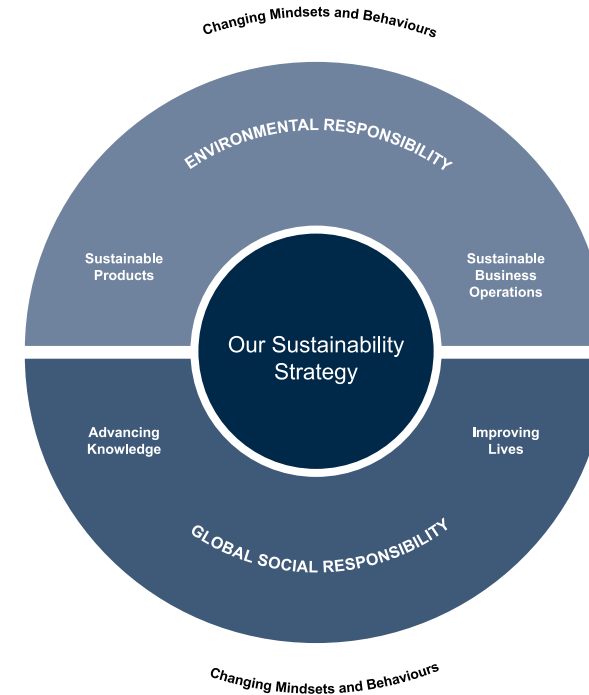 Changing Mindsets and Behaviours
ENVIRONMENTAL RESPONSIBILITY
Sustainable
Products
Sustainable
Business
Operations
Our Sustainability
Strategy
Advancing
Knowledge
Improving
Lives
GLOBAL SOCIAL RESPONSIBILITY
Changing Mindsets and Behaviours